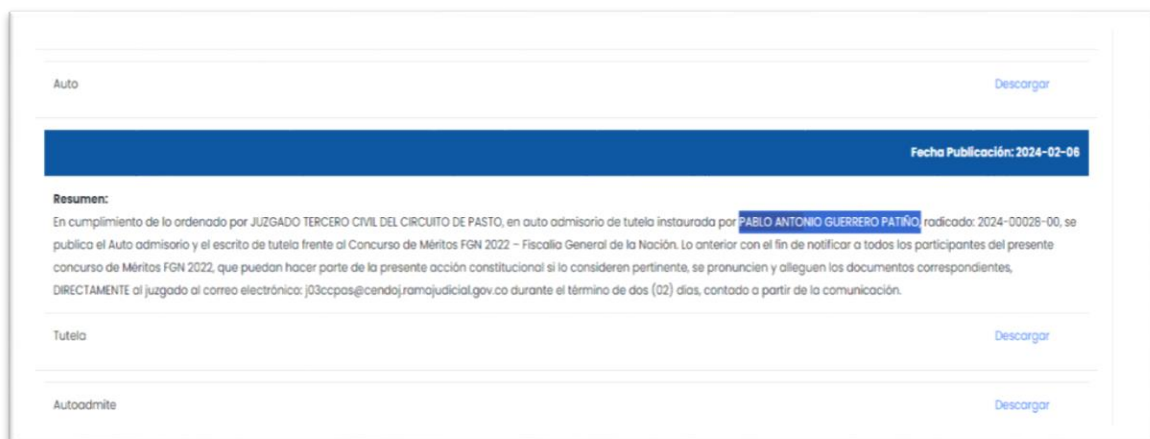 Auto
Descargar
Fecha Publicación: 2024-02-06
Resumen:
En cumplimiento de lo ordenado por JUZGADO TERCERO CIVIL DEL CIRCUITO DE PASTO, en auto admisorio de tutela instaurada por PABLO ANTONIO GUERRERO PATIÑO, radicado: 2024-00028-00, se
publica el Auto admisorio y el escrito de tutela frente al Concurso de Méritos FGN 2022 – Fiscalía General de la Nación. Lo anterior con el fin de notificar a todos los participantes del presente
concurso de Méritos FGN 2022, que puedan hacer parte de la presente acción constitucional si lo consideren pertinente, se pronuncien y alleguen los documentos correspondientes,
DIRECTAMENTE al juzgado al correo electrónico: j03ccpas@cendoj.ramajudicial.gov.co durante el término de dos (02) días, contado a partir de la comunicación.
Tutela
Descargar
Autoadmite
Descargar